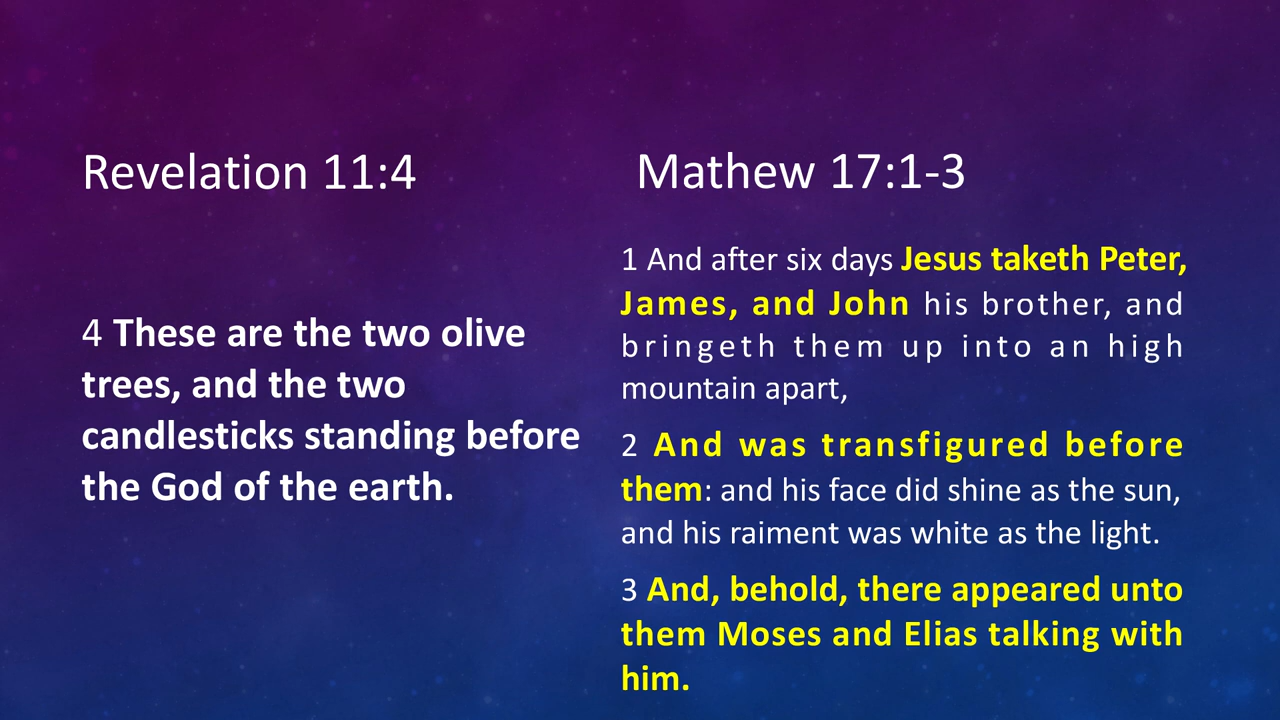 Revelation 11:4
4 These are the two olive
trees, and the two
candlesticks standing before
the God of the earth.
Mathew 17:1-3
1 And after six days Jesus taketh Peter,
James, and John his brother, and
bringeth them up into an high
mountain apart,
2 And was transfigured before
them: and his face did shine as the sun,
and his raiment was white as the light.
3 And, behold, there appeared unto
them Moses and Elias talking with
him.